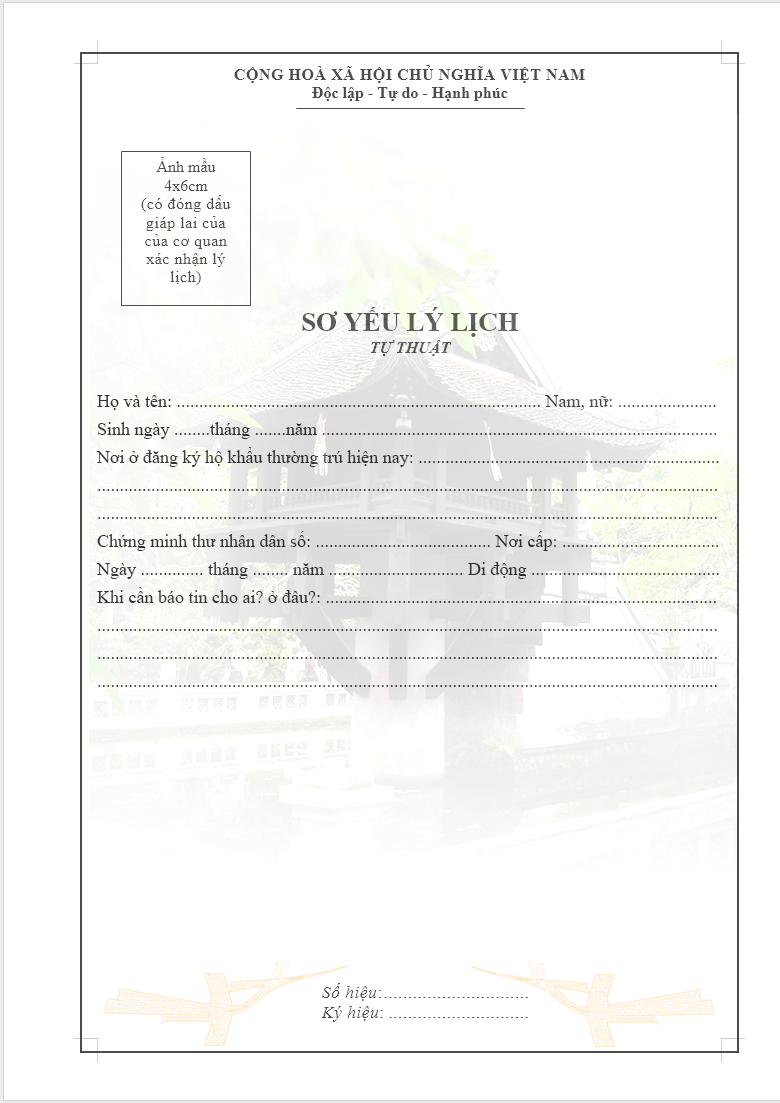 CỘNG HOÀ XÃ HỘI CHỦ NGHĨA VIỆT NAM
Độc lập - Tự do - Hạnh phúc
Ảnh mầu
4x6cm
(có đóng dấu
giáp lai của
của cơ quan
xác nhận lý
lịch)
SƠ YẾU LÝ LỊCH
TỰ THUẬT
Họ và tên: ................................................................................. Nam, nữ: ......................
Sinh ngày ........tháng .......năm ........................................................................................
Nơi ở đăng ký hộ khẩu thường trú hiện nay: ...................................................................
..........................................................................................................................................
..........................................................................................................................................
Chứng minh thư nhân dân số: ....................................... Nơi cấp: ...................................
Ngày .............. tháng ........ năm ............................... Di động ..........................................
Khi cần báo tin cho ai? ở đâu?: .......................................................................................
..........................................................................................................................................
..........................................................................................................................................
..........................................................................................................................................
Số hiệu:..............................
Ký hiệu: .............................